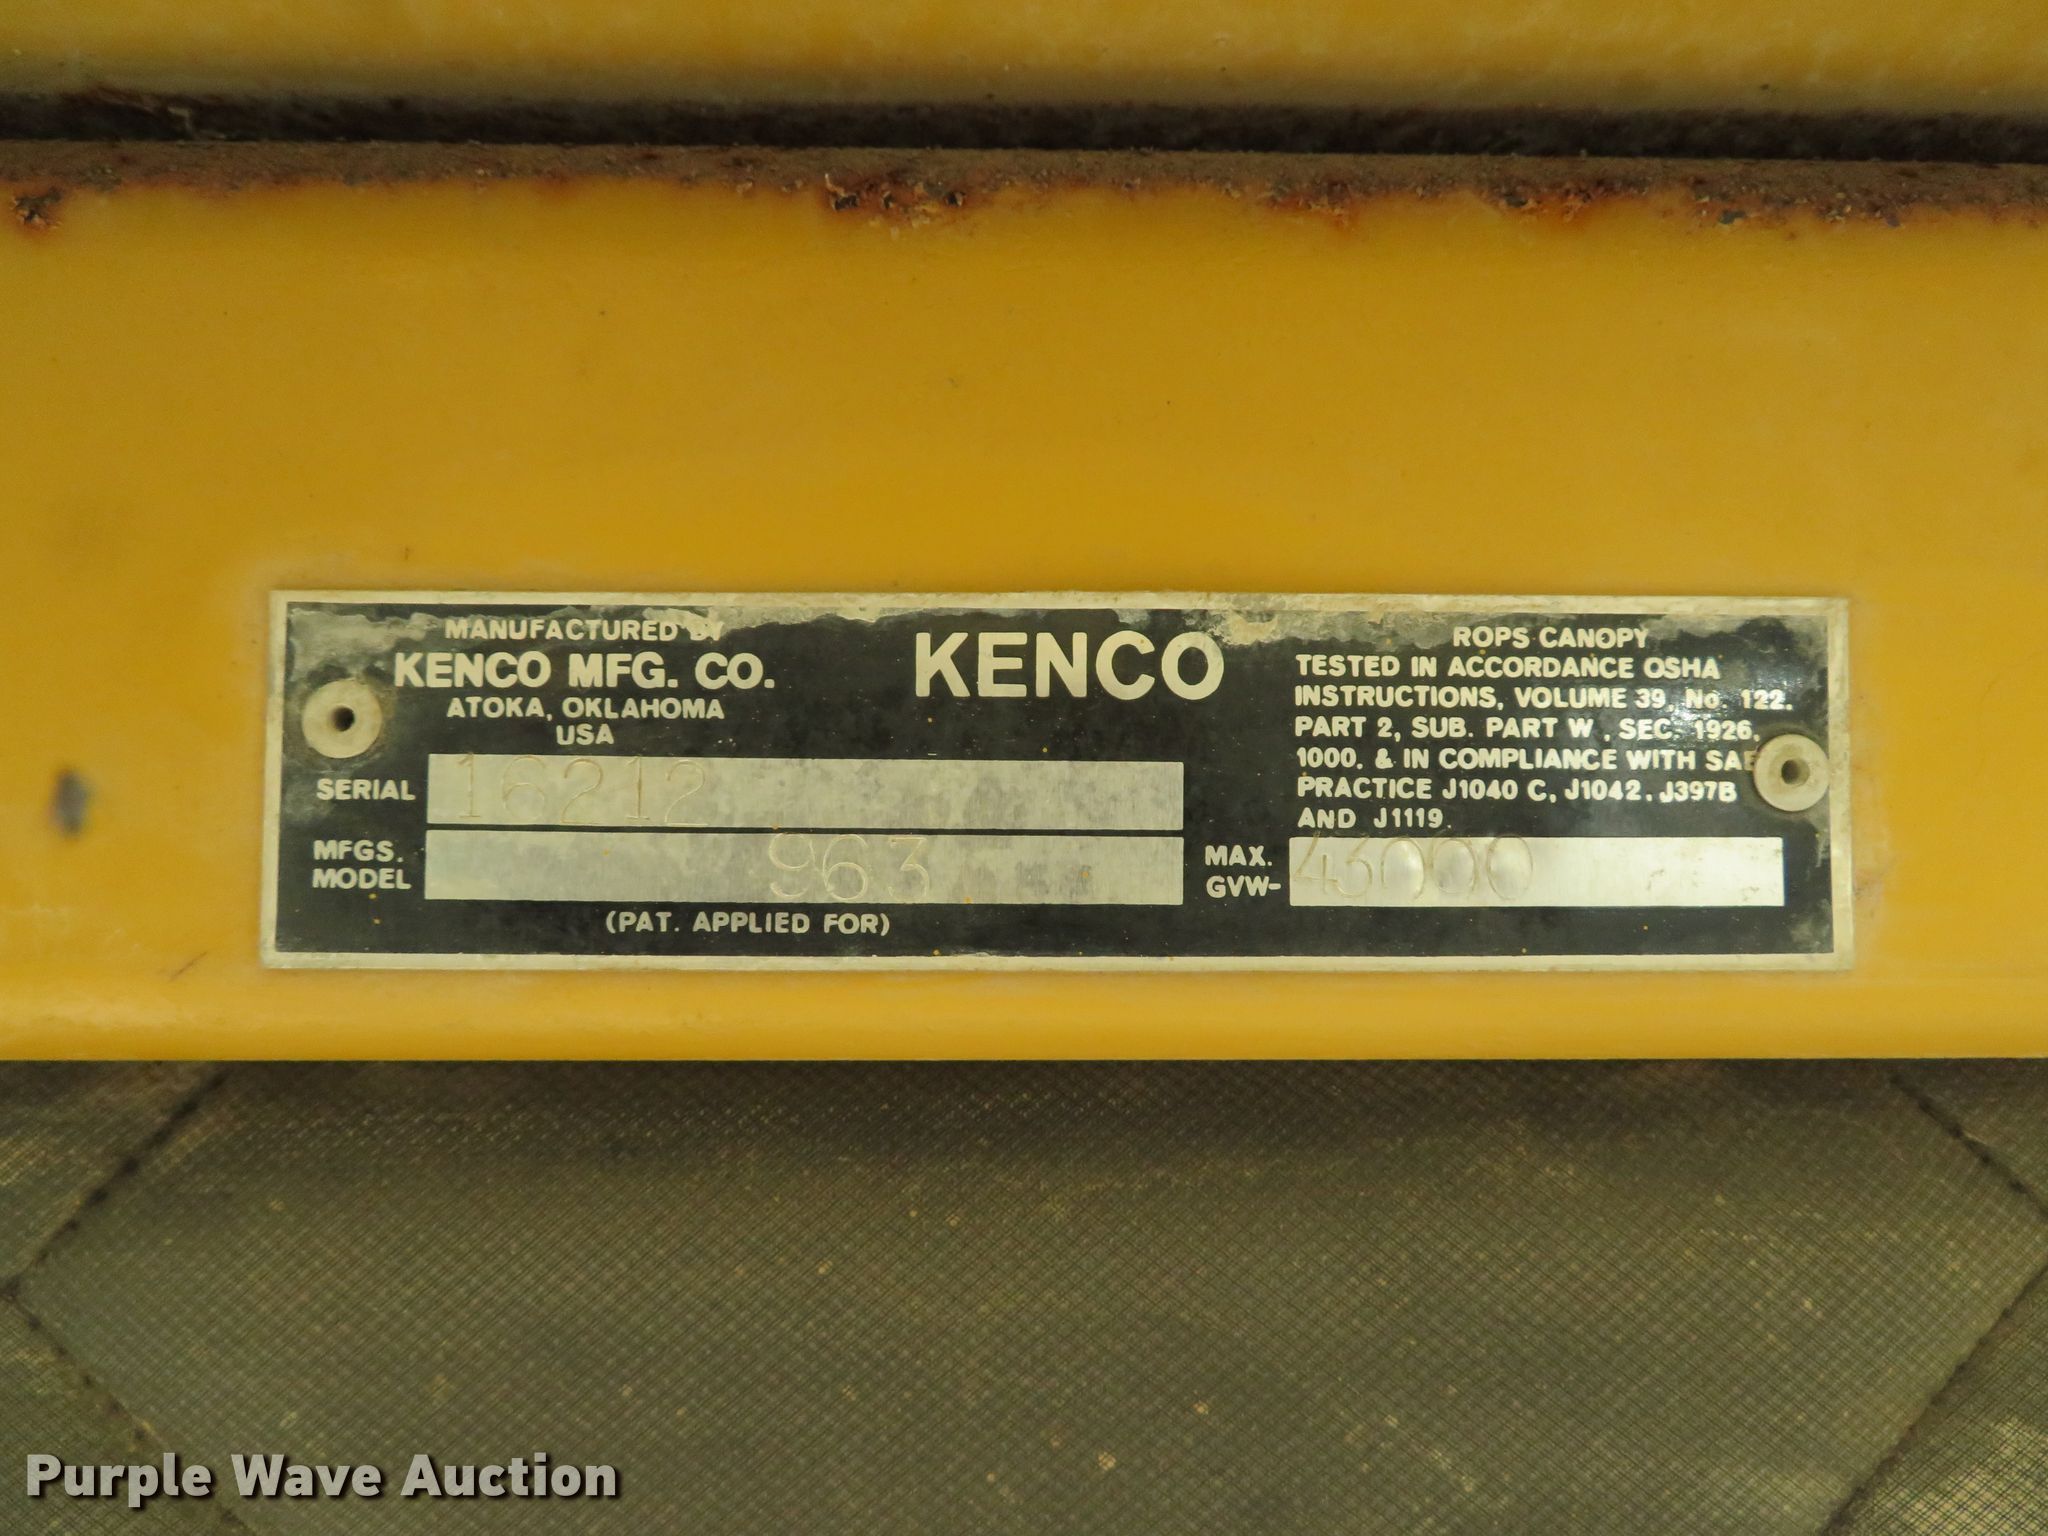 MANUFACTURED BY
KENCO MFG. CO.
ATOKA, OKLAHOMA
USA
SERIAL 16212
MFGS.
MODEL 963
(PAT. APPLIED FOR)
KENCO
ROPS CANOPY
TESTED IN ACCORDANCE OSHA
INSTRUCTIONS, VOLUME 39, No. 122.
PART 2, SUB. PART W, SEC. 1926.
1000. & IN COMPLIANCE WITH SAE
PRACTICE J1040 C, J1042, J397B
AND J1119.
MAX.
GVW- 43000
Purple Wave Auction